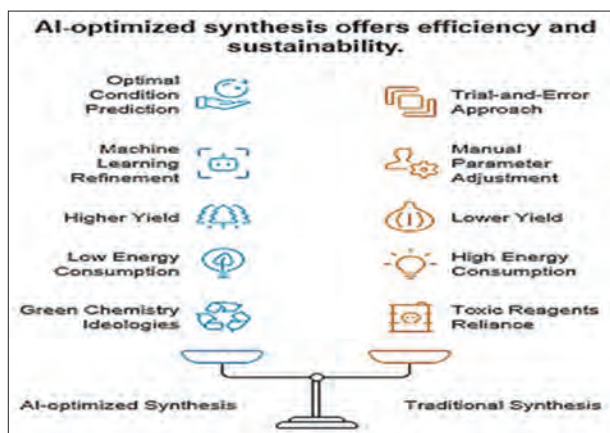 AI-optimized synthesis offers efficiency and
sustainability.
Optimal
Condition
Prediction
Trial-and-Error
Approach
Machine
Learning
Refinement
Manual
Parameter
Adjustment
Higher Yield
Lower Yield
Low Energy
Consumption
High Energy
Consumption
Green Chemistry
Ideologies
Toxic Reagents
Reliance
AI-optimized Synthesis
Traditional Synthesis